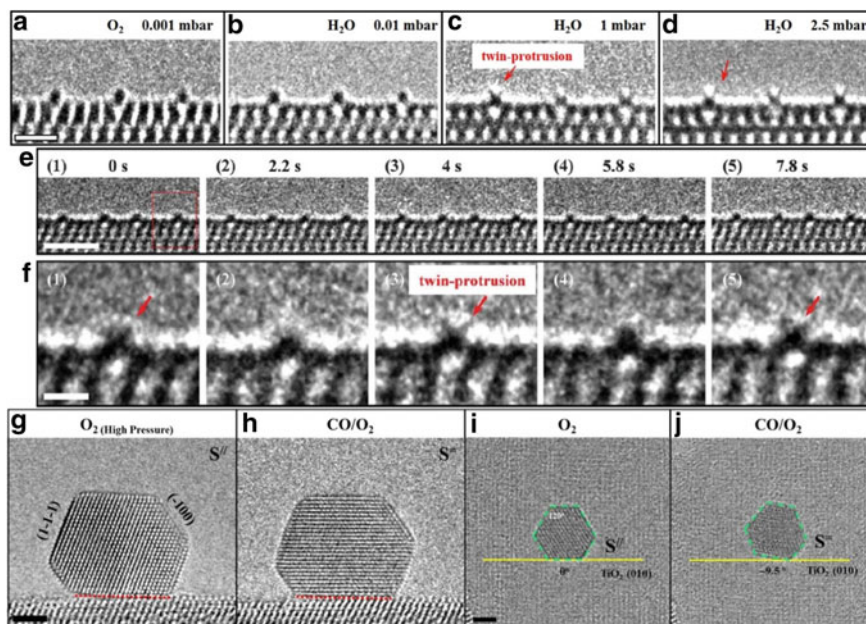 a O2 0.001 mbar
b H2O 0.01 mbar
c H2O 1 mbar
d H2O 2.5 mbar
twin-protrusion
e (1) 0 s (2) 2.2 s (3) 4 s (4) 5.8 s (5) 7.8 s
f (1) (2) (3) (4) (5)
twin-protrusion
g O2 (High Pressure)
h CO/O2
i O2
j CO/O2
S//
(1-1-1)
(-100)
120°
S//
0° TiO2 (010)
~9.5 ° TiO2 (010)